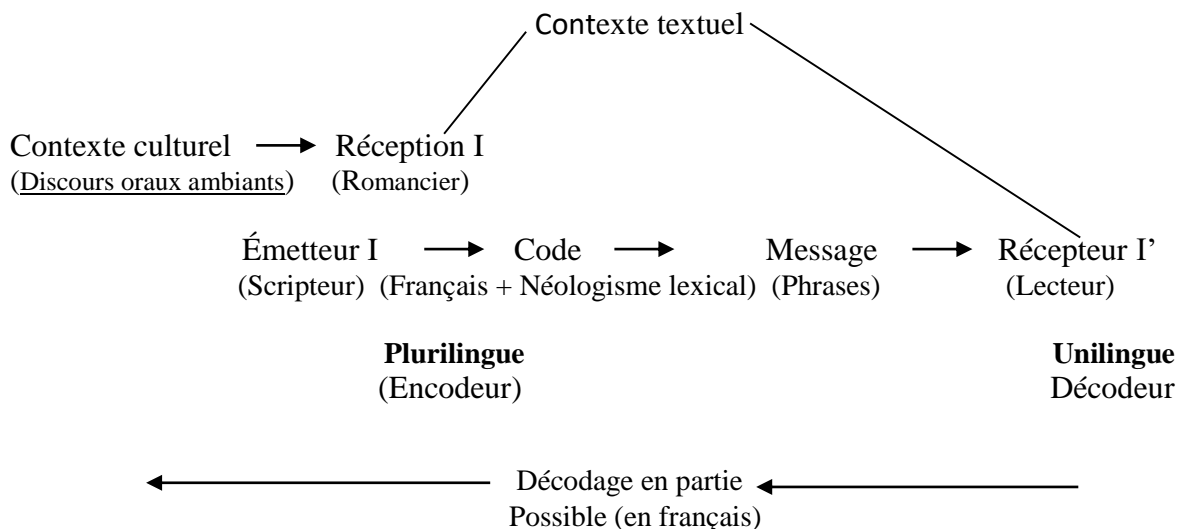 Contexte textuel
Contexte culturel Réception I
(Discours oraux ambiants) (Romancier)
Émetteur I Code Message Récepteur I’
(Scripteur) (Français + Néologisme lexical) (Phrases) (Lecteur)
Plurilingue Unilingue
(Encodeur) Décodeur
Décodage en partie
Possible (en français)